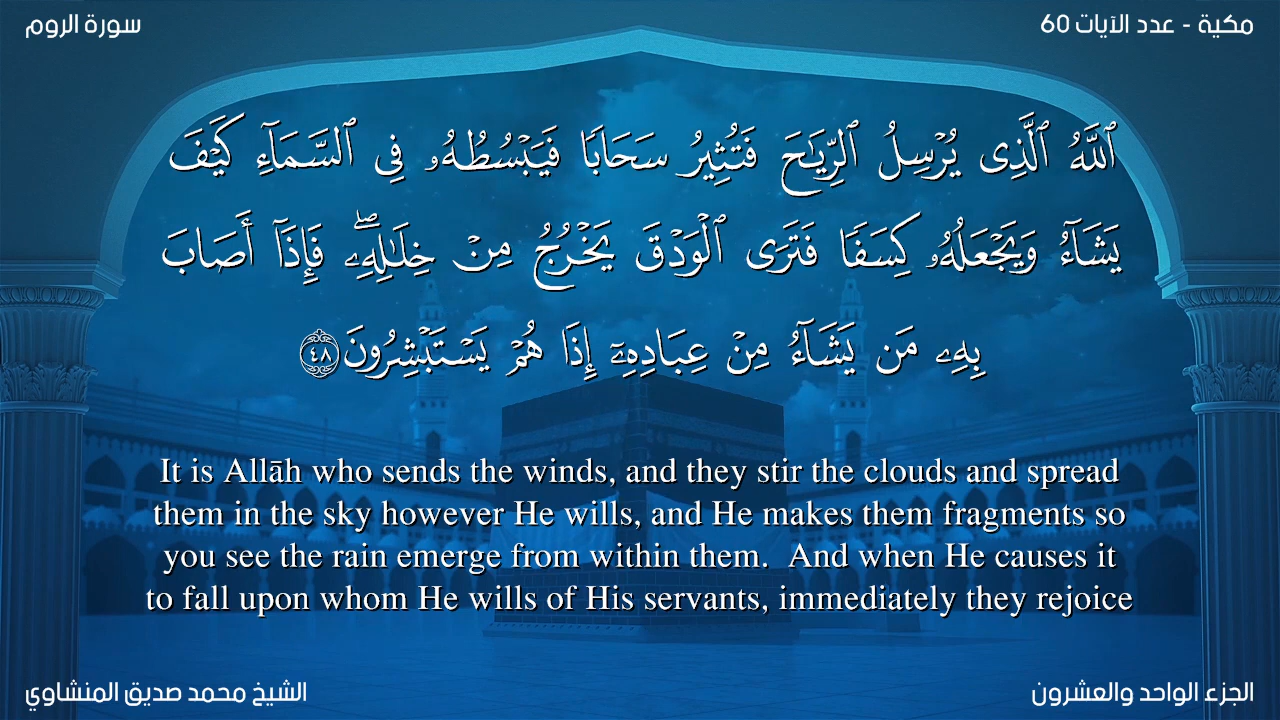 سورة الروم
مكية - عدد الآيات 60
ٱللَّهُ ٱلَّذِى يُرْسِلُ ٱلرِّيَـٰحَ فَتُثِيرُ سَحَابًا فَيَبْسُطُهُۥ فِى ٱلسَّمَآءِ كَيْفَ
يَشَآءُ وَيَجْعَلُهُۥ كِسَفًا فَتَرَى ٱلْوَدْقَ يَخْرُجُ مِنْ خِلَـٰلِهِۦ ۖ فَإِذَآ أَصَابَ
بِهِۦ مَن يَشَآءُ مِنْ عِبَادِهِۦٓ إِذَا هُمْ يَسْتَبْشِرُونَ ٤٨
It is Allāh who sends the winds, and they stir the clouds and spread
them in the sky however He wills, and He makes them fragments so
you see the rain emerge from within them.  And when He causes it
to fall upon whom He wills of His servants, immediately they rejoice
الشيخ محمد صديق المنشاوي
الجزء الواحد والعشرون